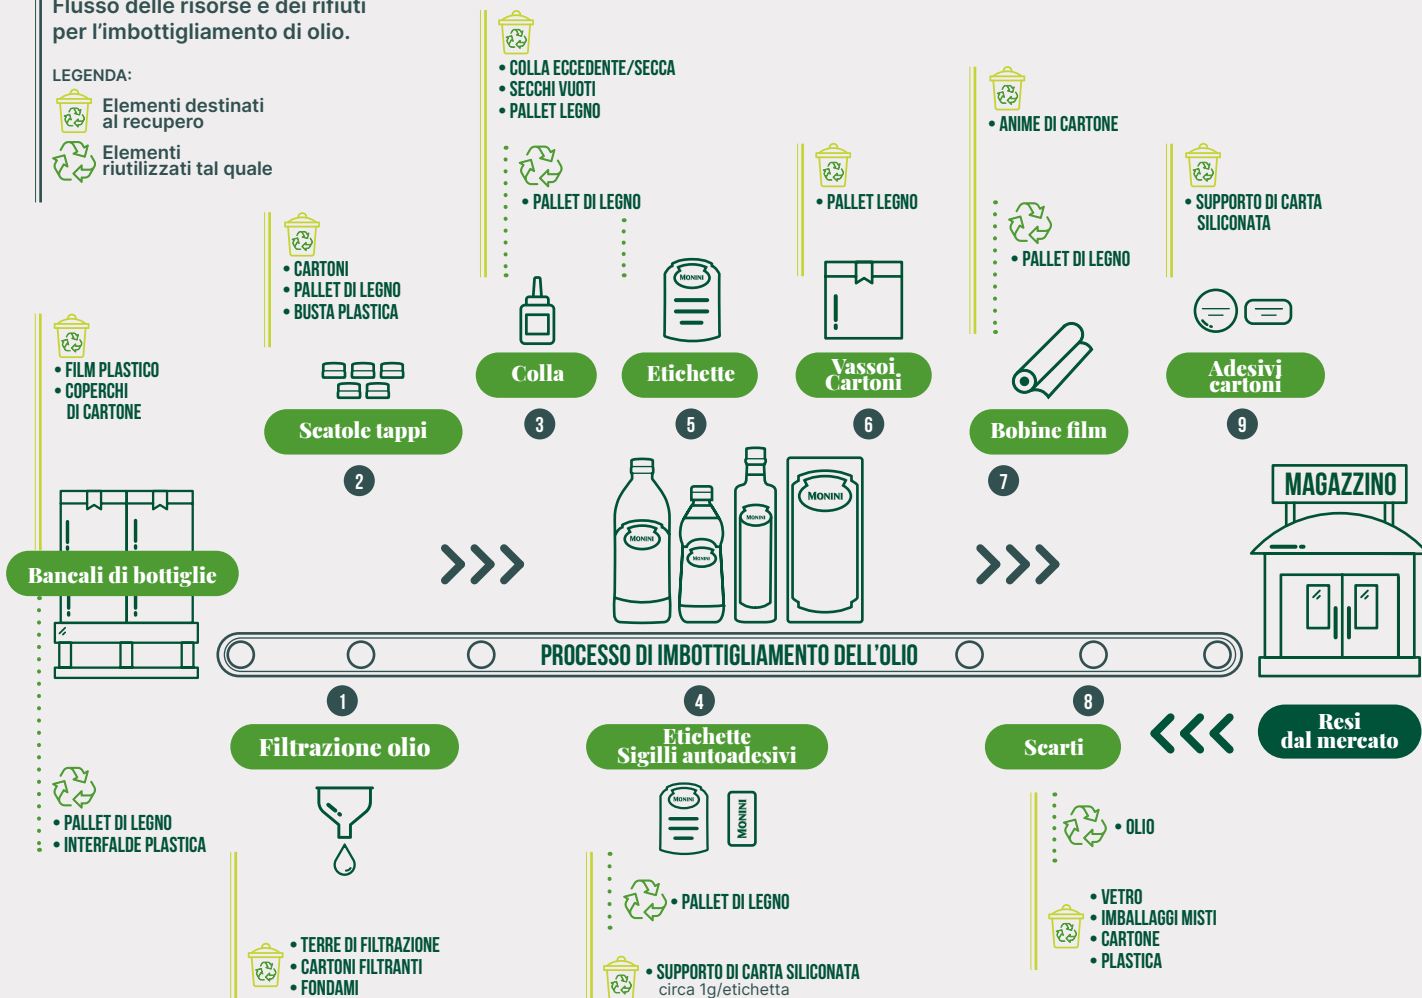 Flusso delle risorse e dei rifiuti
per l'imbottigliamento di olio.
LEGENDA:
Elementi destinati
al recupero
Elementi
riutilizzati tal quale
• FILM PLASTICO
• COPERCHI
DI CARTONE
Bancali di bottiglie
• PALLET DI LEGNO
• INTERFALDE PLASTICA
• CARTONI
• PALLET DI LEGNO
• BUSTA PLASTICA
Scatole tappi
2
• COLLA ECCEDENTE/SECCA
• SECCHI VUOTI
• PALLET LEGNO
• PALLET DI LEGNO
Colla
3
MONINI
Etichette
5
• PALLET LEGNO
Vassoi
Cartoni
6
• ANIME DI CARTONE
• PALLET DI LEGNO
Bobine film
7
• SUPPORTO DI CARTA
SILICONATA
Adesivi
cartoni
9
MONINI
MONINI
MONINI
MONINI
MAGAZZINO
PROCESSO DI IMBOTTIGLIAMENTO DELL'OLIO
1
Filtrazione olio
• TERRE DI FILTRAZIONE
• CARTONI FILTRANTI
• FONDAMI
4
Etichette
Sigilli autoadesivi
MONINI
MONINI
• PALLET DI LEGNO
• SUPPORTO DI CARTA SILICONATA
circa 1g/etichetta
8
Scarti
• OLIO
• VETRO
• IMBALLAGGI MISTI
• CARTONE
• PLASTICA
Resi
dal mercato